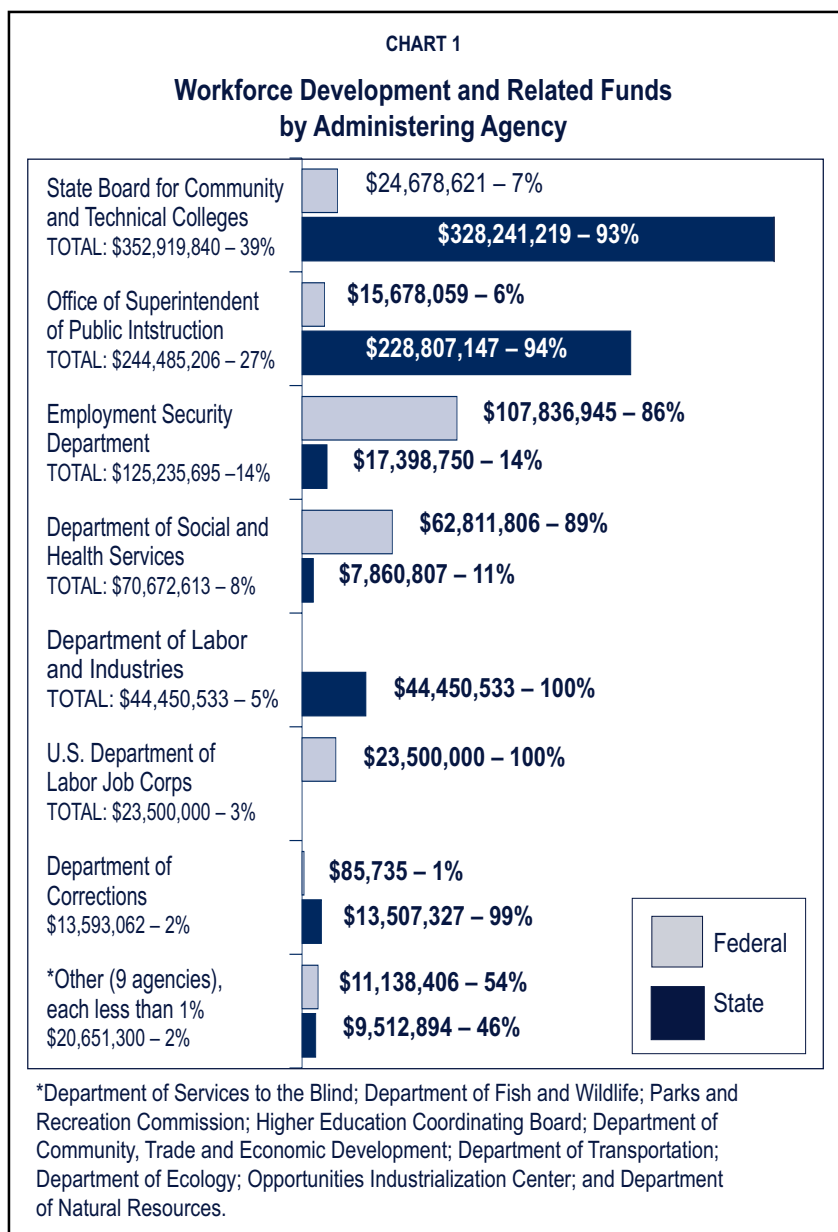 CHART 1
Workforce Development and Related Funds
by Administering Agency
State Board for Community
and Technical Colleges
TOTAL: $352,919,840 – 39%
$24,678,621 – 7%
$328,241,219 – 93%
Office of Superintendent
of Public Intstruction
TOTAL: $244,485,206 – 27%
$15,678,059 – 6%
$228,807,147 – 94%
Employment Security
Department
TOTAL: $125,235,695 –14%
$107,836,945 – 86%
$17,398,750 – 14%
Department of Social and
Health Services
TOTAL: $70,672,613 – 8%
$62,811,806 – 89%
$7,860,807 – 11%
Department of Labor
and Industries
TOTAL: $44,450,533 – 5%
$44,450,533 – 100%
U.S. Department of
Labor Job Corps
TOTAL: $23,500,000 – 3%
$23,500,000 – 100%
Department of
Corrections
$13,593,062 – 2%
$85,735 – 1%
$13,507,327 – 99%
*Other (9 agencies),
each less than 1%
$20,651,300 – 2%
$11,138,406 – 54%
$9,512,894 – 46%
Federal
State
*Department of Services to the Blind; Department of Fish and Wildlife; Parks and
Recreation Commission; Higher Education Coordinating Board; Department of
Community, Trade and Economic Development; Department of Transportation;
Department of Ecology; Opportunities Industrialization Center; and Department
of Natural Resources.